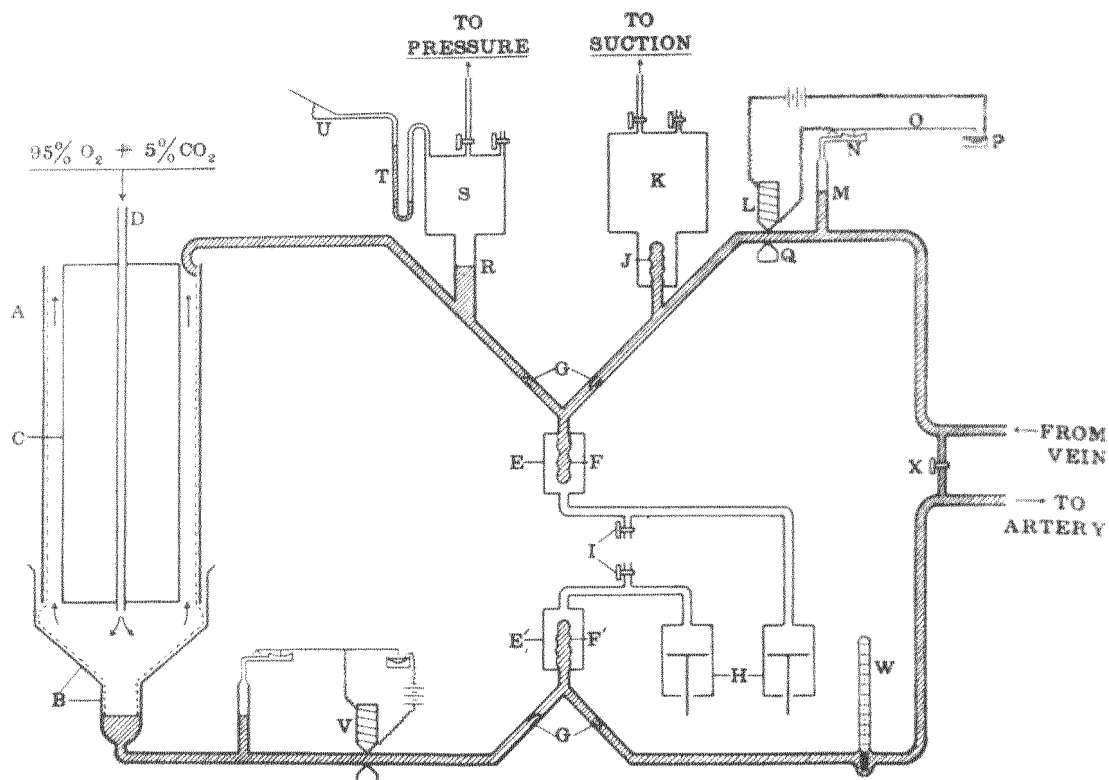 TO
PRESSURE
TO
SUCTION
95% O₂ + 5% CO₂
D
U
T
S
K
L
M
N
O
P
Q
R
J
A
G
C
E
F
X
FROM
VEIN
TO
ARTERY
I
E′
F′
H
B
V
G
W